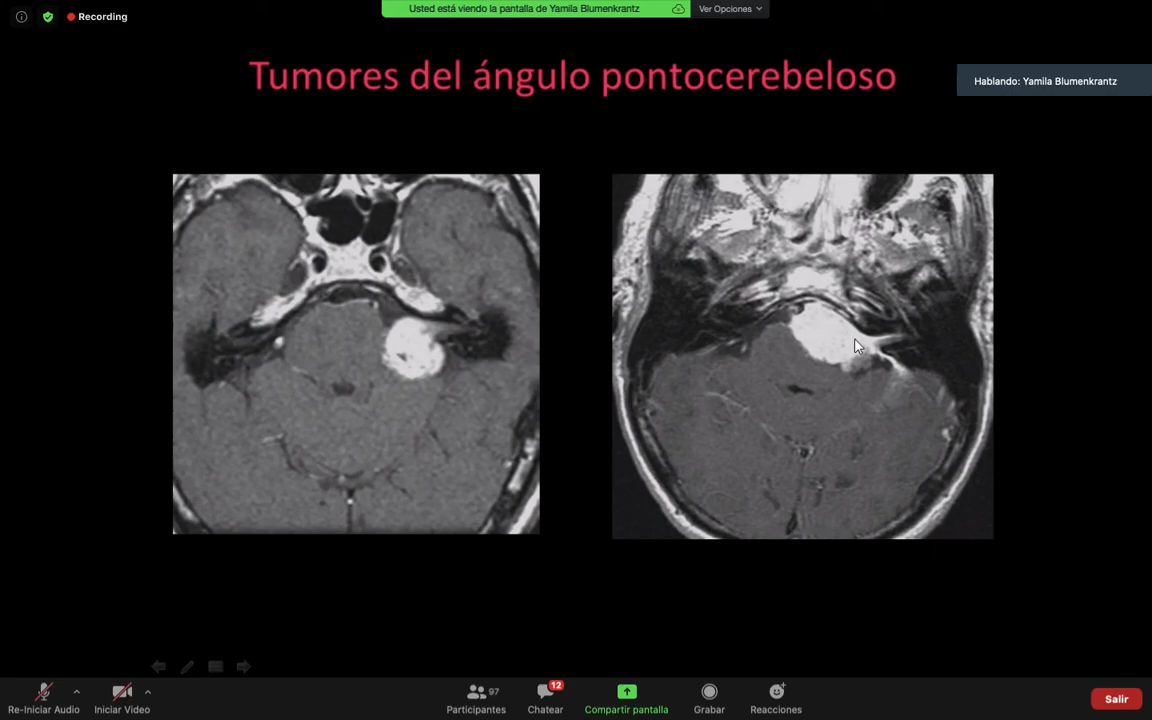 Recording
Usted está viendo la pantalla de Yamila Blumenkrantz
Ver Opciones
Tumores del ángulo pontocerebeloso
Hablando: Yamila Blumenkrantz
97
12
Re-Iniciar Audio
Iniciar Video
Participantes
Chatear
Compartir pantalla
Grabar
Reacciones
Salir